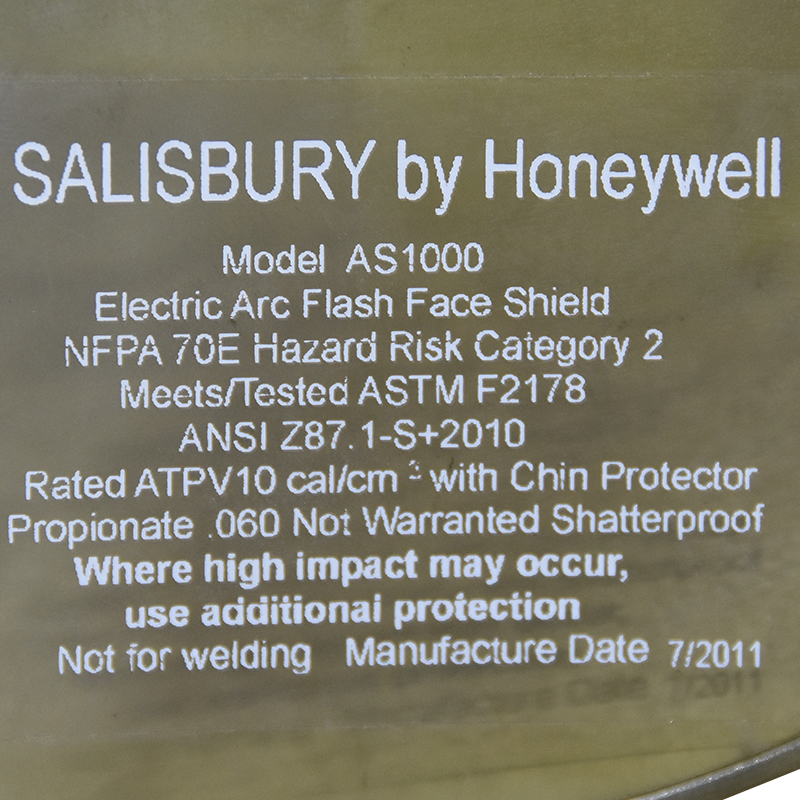 SALISBURY by Honeywell
Model AS1000
Electric Arc Flash Face Shield
NFPA 70E Hazard Risk Category 2
Meets/Tested ASTM F2178
ANSI Z87.1-S+2010
Rated ATPV10 cal/cm ² with Chin Protector
Propionate .060 Not Warranted Shatterproof
Where high impact may occur,
use additional protection
Not for welding Manufacture Date 7/2011